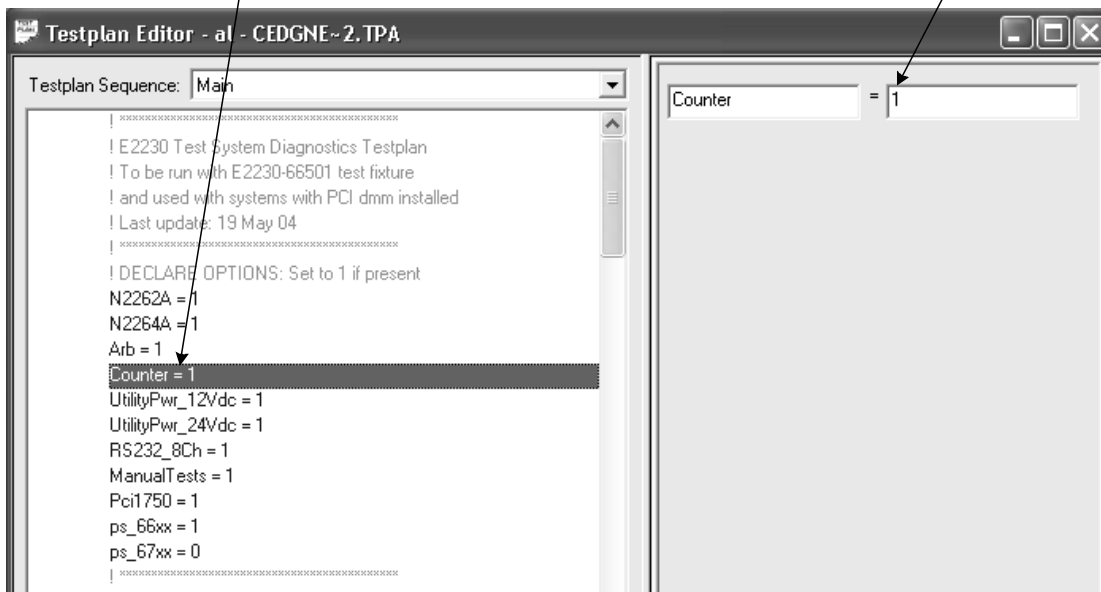 Testplan Editor - al - CEDGNE~2.TPA
Testplan Sequence: Main
! ******************************************
! E2230 Test System Diagnostics Testplan
! To be run with E2230-66501 test fixture
! and used with systems with PCI dmm installed
! Last update: 19 May 04
! ******************************************
! DECLARE OPTIONS: Set to 1 if present
N2262A = 1
N2264A = 1
Arb = 1
Counter = 1
UtilityPwr_12Vdc = 1
UtilityPwr_24Vdc = 1
RS232_8Ch = 1
ManualTests = 1
Pci1750 = 1
ps_66xx = 1
ps_67xx = 0
! ******************************************
Counter = 1